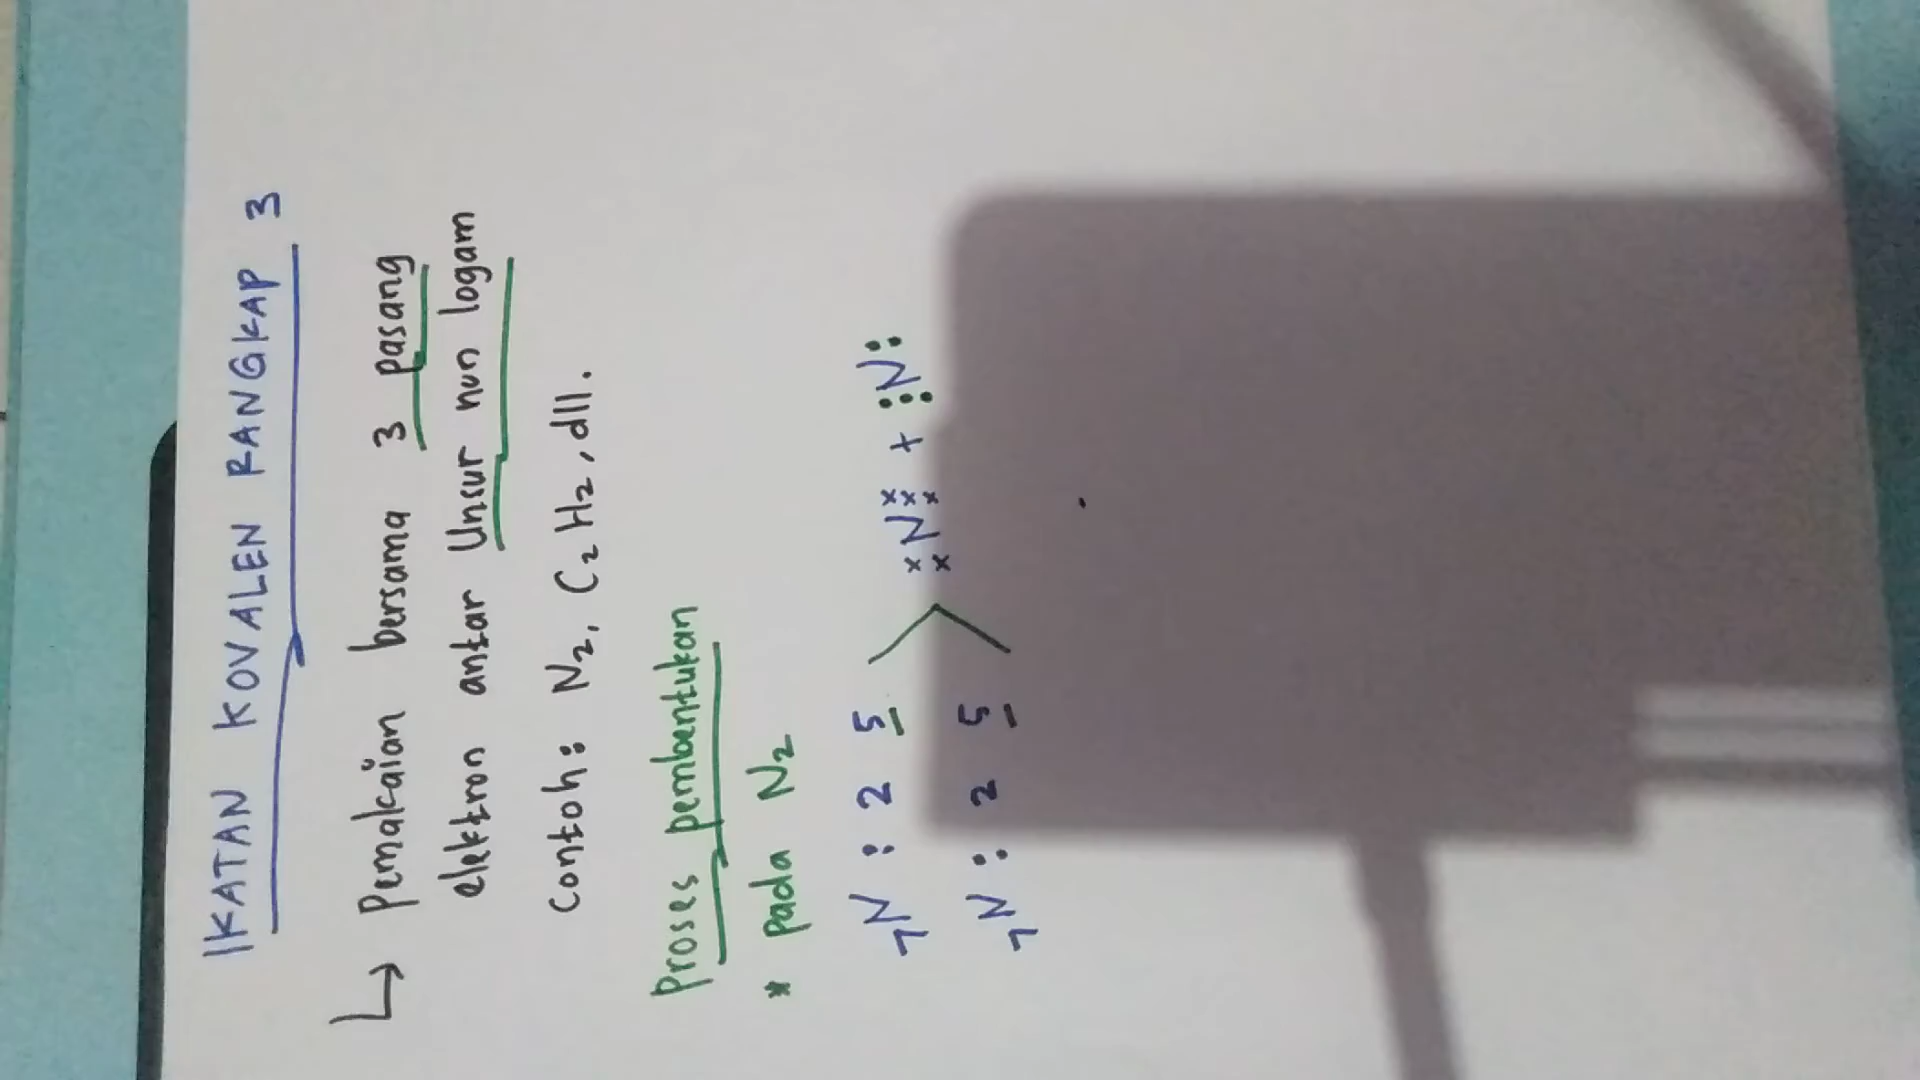 IKATAN KOVALEN RANGKAP 3
↳ Pemakaian bersama 3 pasang
elektron antar Unsur nun logam
Contoh: N₂, C₂H₂, dll.
Proses pembentukan
* pada N₂
₇N : 2 5
₇N : 2 5
××N××× + ⋮N: